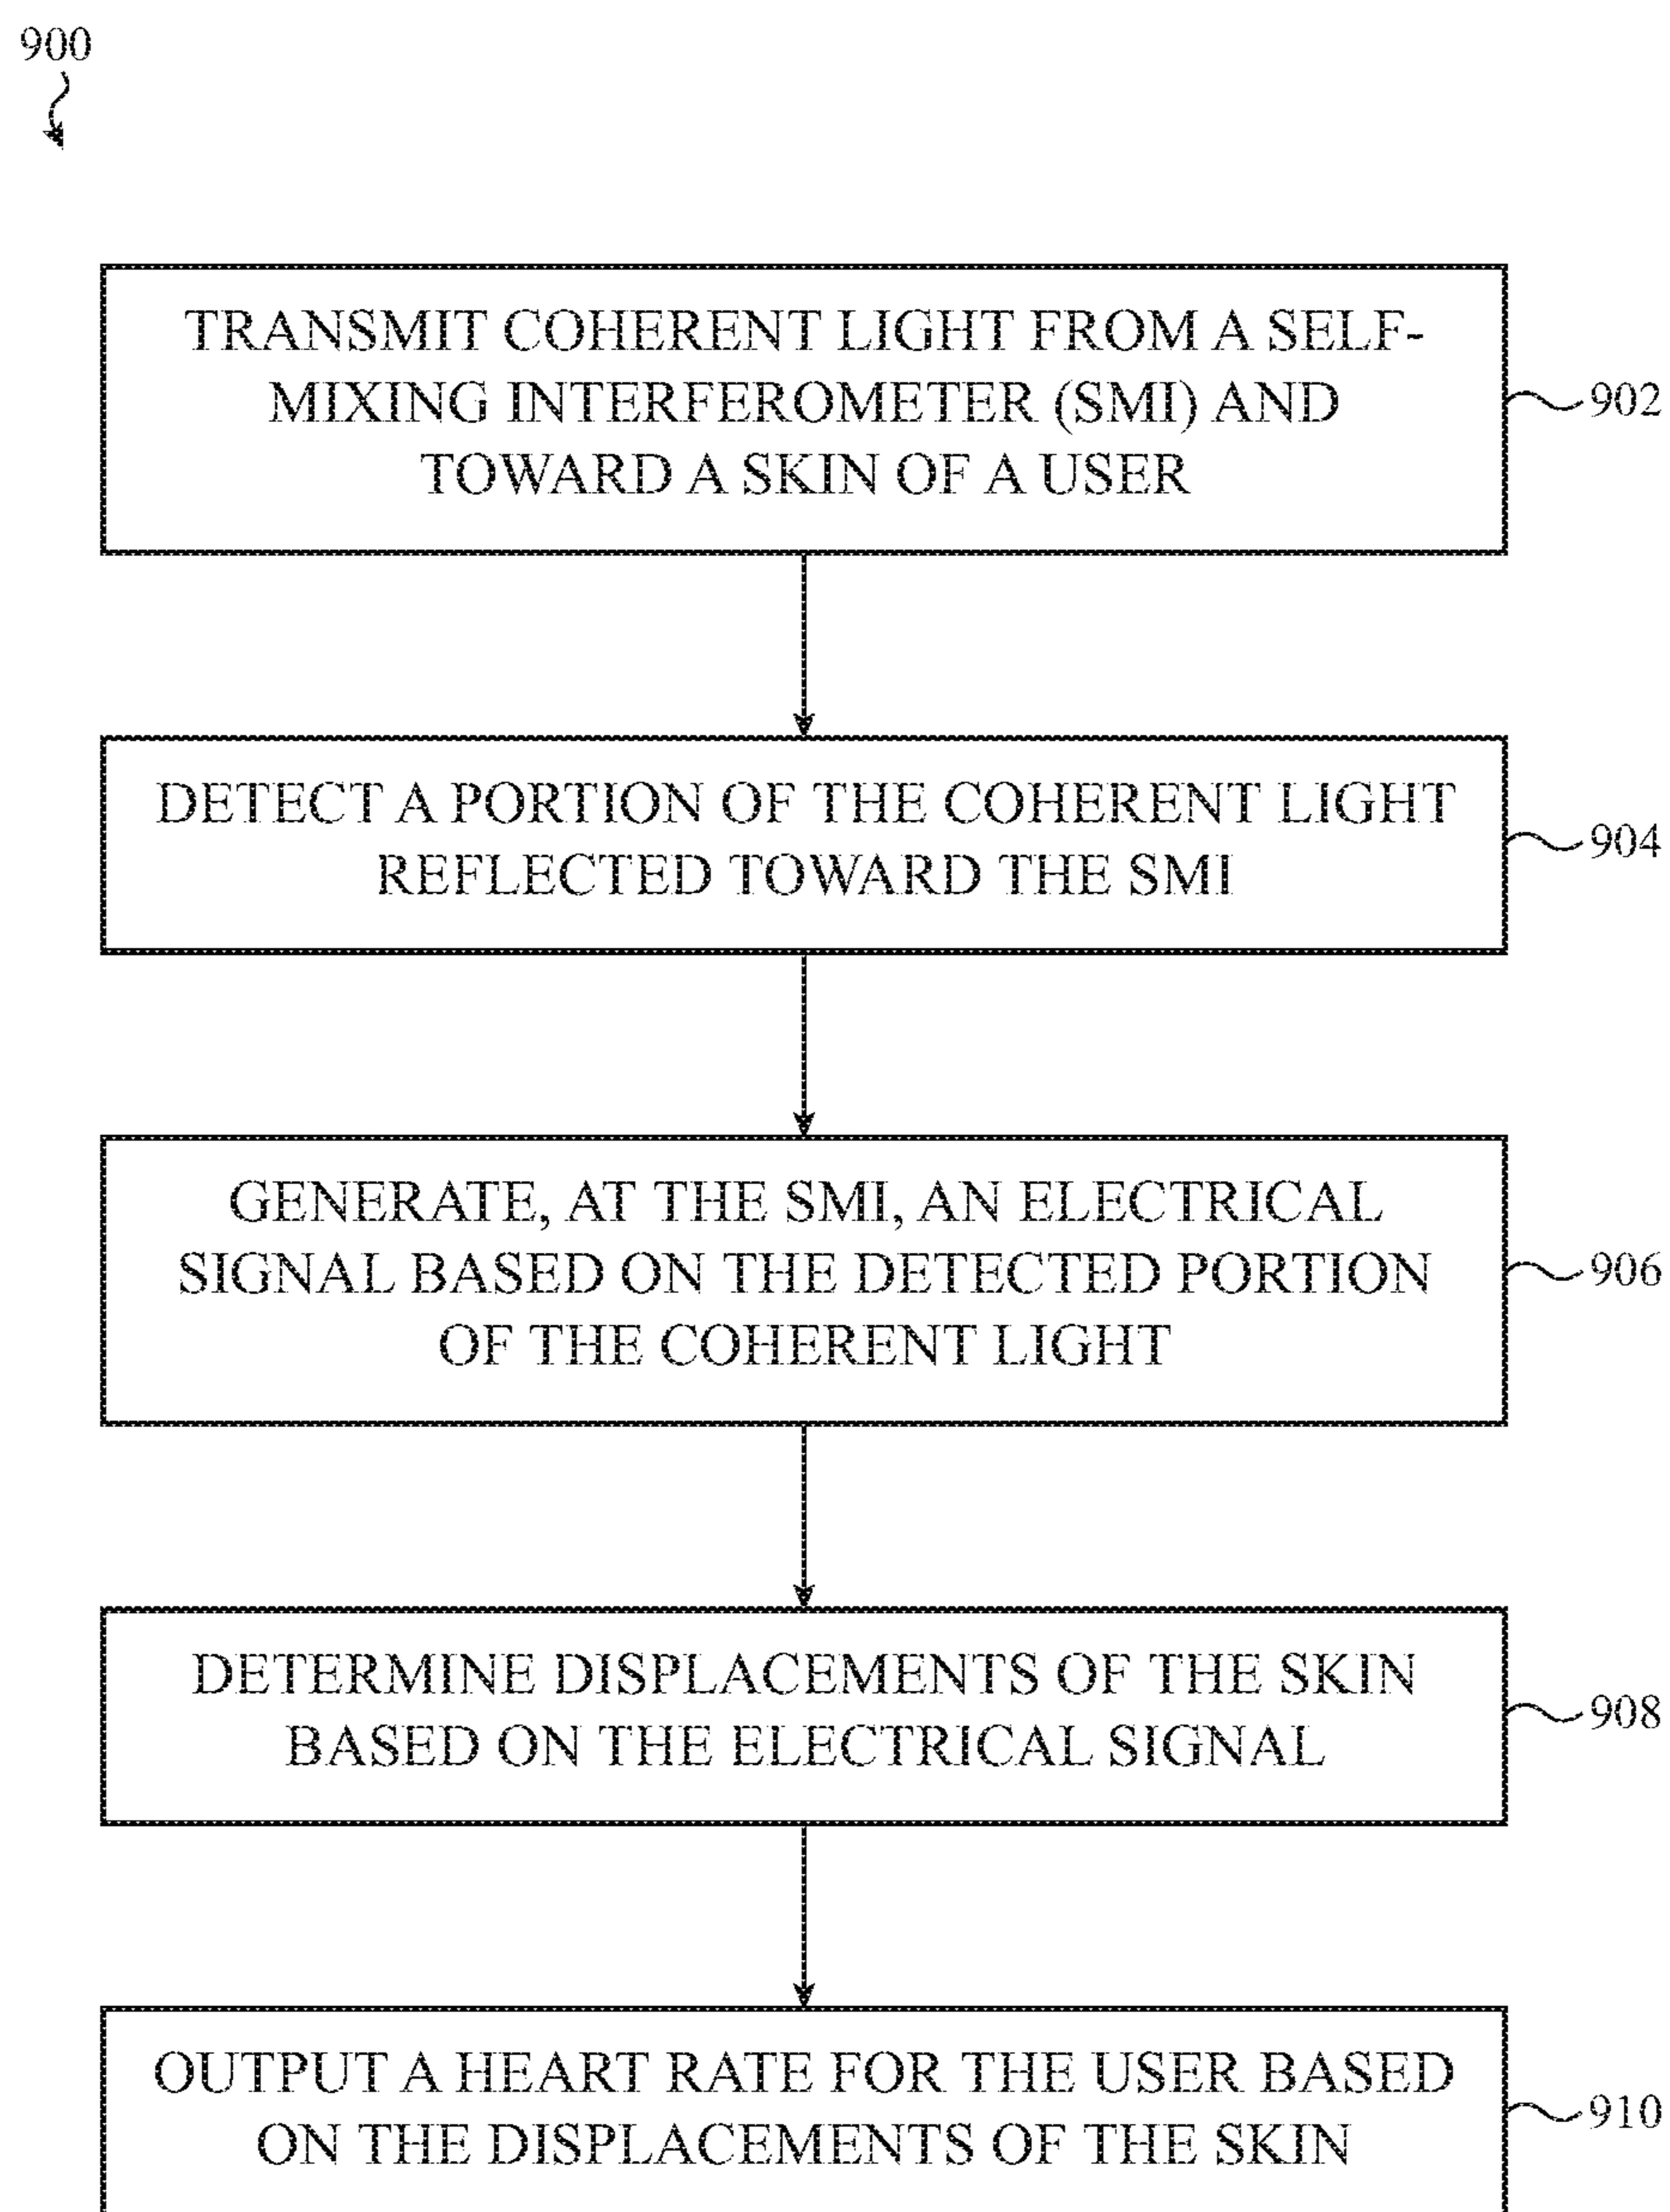 900
TRANSMIT COHERENT LIGHT FROM A SELF-
MIXING INTERFEROMETER (SMI) AND
TOWARD A SKIN OF A USER
902
DETECT A PORTION OF THE COHERENT LIGHT
REFLECTED TOWARD THE SMI
904
GENERATE, AT THE SMI, AN ELECTRICAL
SIGNAL BASED ON THE DETECTED PORTION
OF THE COHERENT LIGHT
906
DETERMINE DISPLACEMENTS OF THE SKIN
BASED ON THE ELECTRICAL SIGNAL
908
OUTPUT A HEART RATE FOR THE USER BASED
ON THE DISPLACEMENTS OF THE SKIN
910